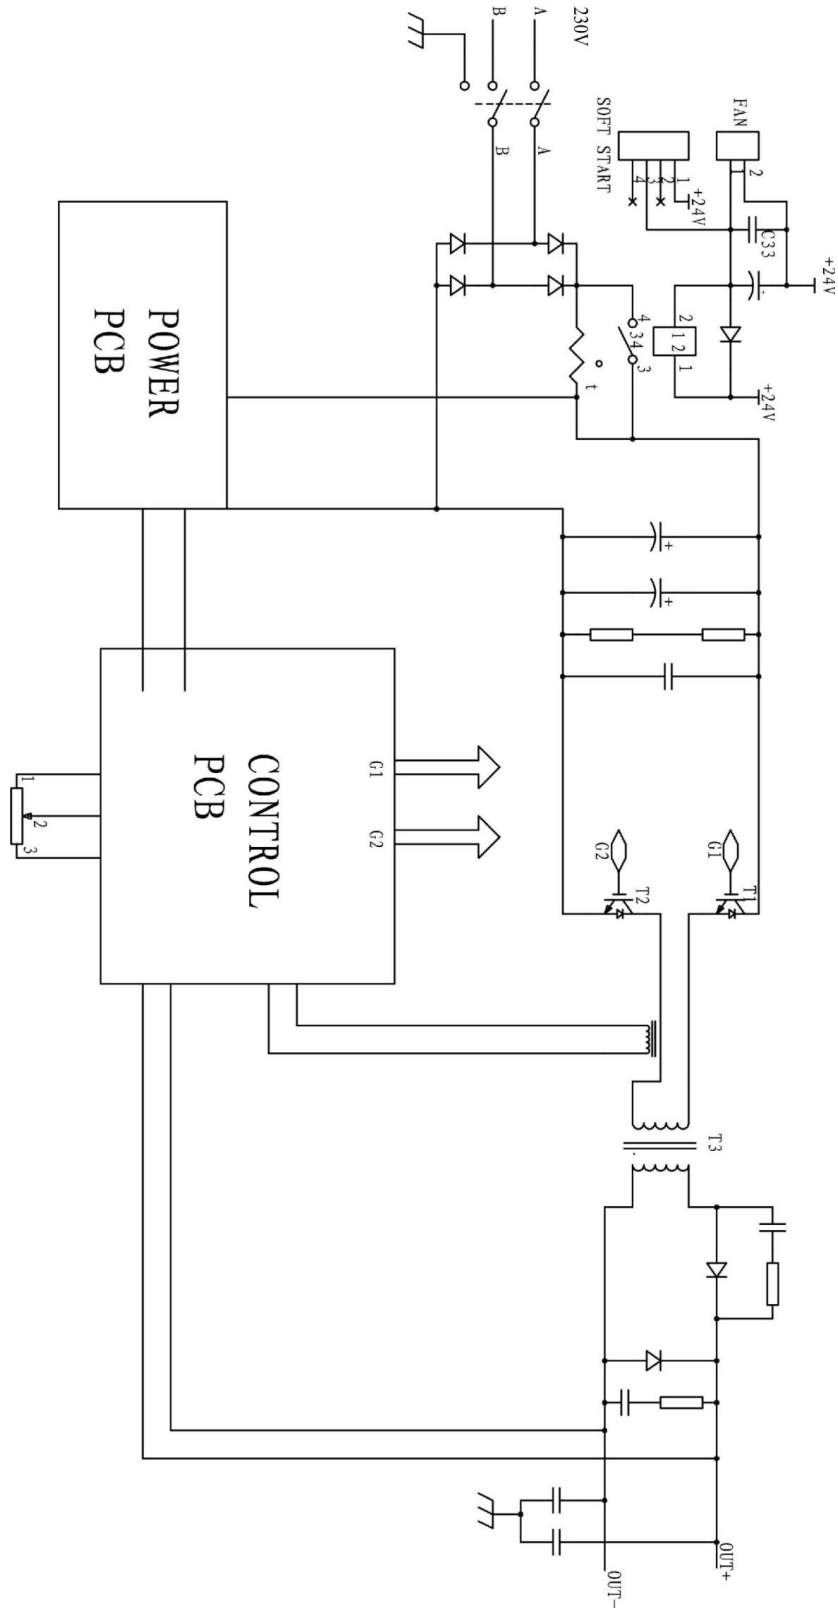 230V
A
B
A
B
SOFT START
4
3
2
1
+24V
FAN
1
2
C33
+24V
+
2
1 2
1
+24V
4
34
3
t
+
+
POWER
PCB
CONTROL
PCB
G1
G2
1
2
3
G1
T1
G2
T2
T3
OUT+
OUT-